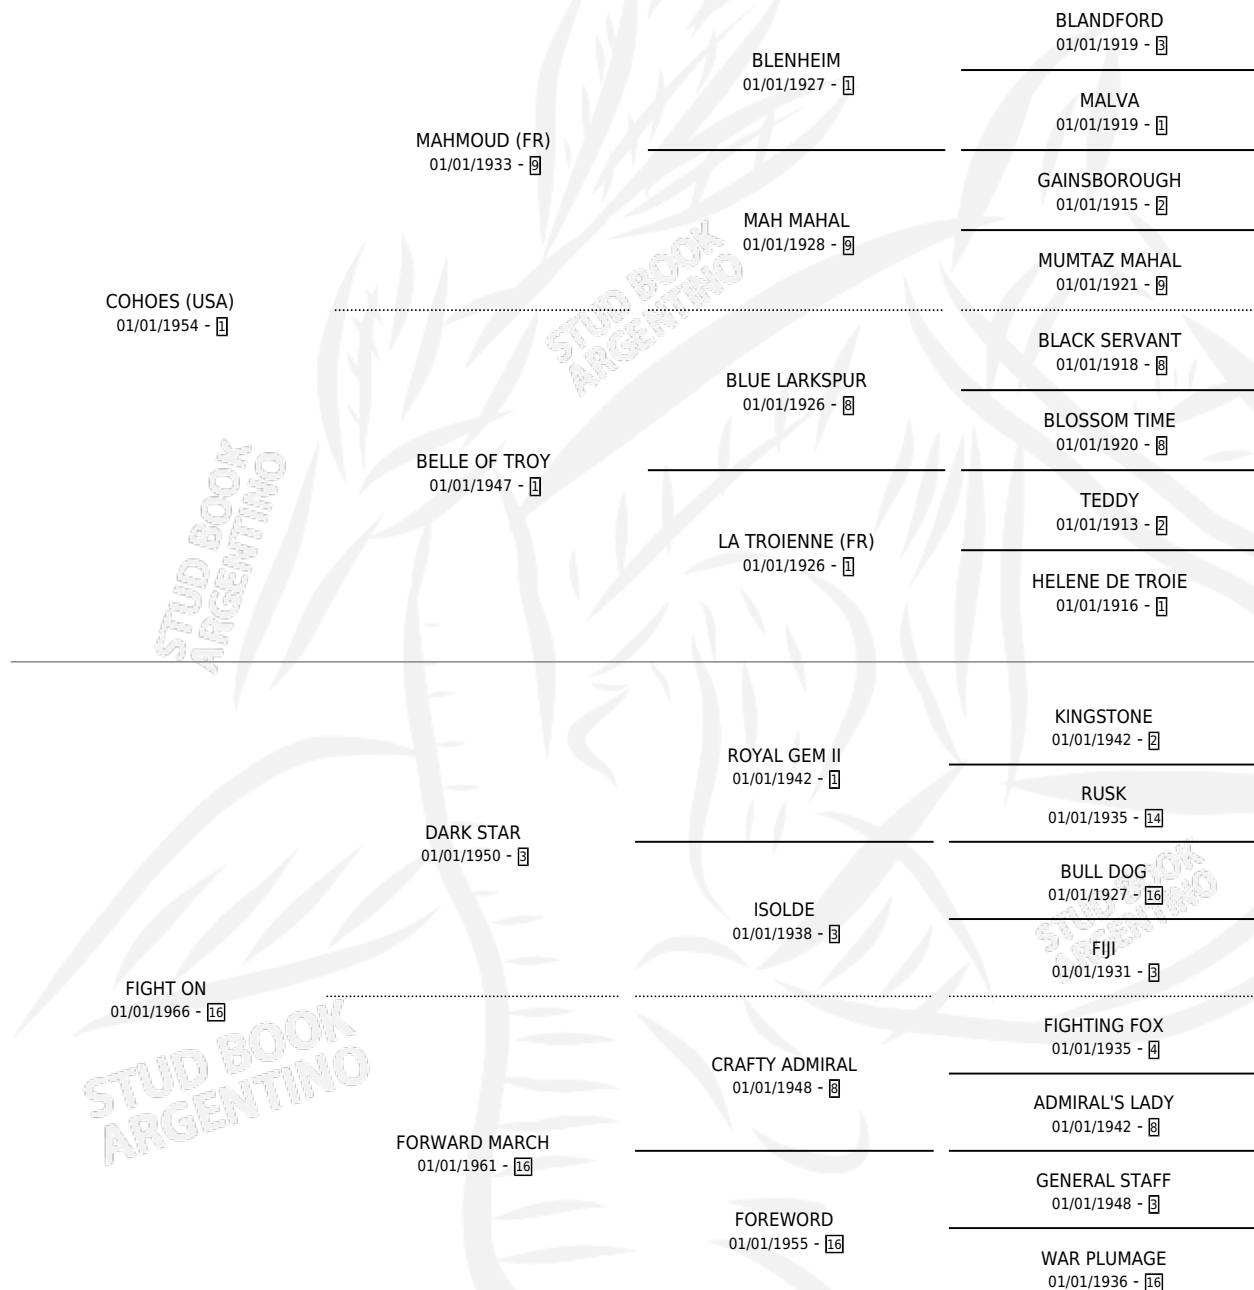 BLANDFORD
01/01/1919 - 3
BLENHEIM
01/01/1927 - 1
MALVA
01/01/1919 - 1
MAHMOUD (FR)
01/01/1933 - 9
GAINSBOROUGH
01/01/1915 - 2
MAH MAHAL
01/01/1928 - 9
MUMTAZ MAHAL
01/01/1921 - 9
COHOES (USA)
01/01/1954 - 1
BLACK SERVANT
01/01/1918 - 8
BLUE LARKSPUR
01/01/1926 - 8
BLOSSOM TIME
01/01/1920 - 8
BELLE OF TROY
01/01/1947 - 1
TEDDY
01/01/1913 - 2
LA TROIENNE (FR)
01/01/1926 - 1
HELENE DE TROIE
01/01/1916 - 1
KINGSTONE
01/01/1942 - 2
ROYAL GEM II
01/01/1942 - 1
RUSK
01/01/1935 - 14
DARK STAR
01/01/1950 - 3
BULL DOG
01/01/1927 - 16
ISOLDE
01/01/1938 - 3
FIJI
01/01/1931 - 3
FIGHT ON
01/01/1966 - 16
FIGHTING FOX
01/01/1935 - 4
CRAFTY ADMIRAL
01/01/1948 - 8
ADMIRAL'S LADY
01/01/1942 - 8
FORWARD MARCH
01/01/1961 - 16
GENERAL STAFF
01/01/1948 - 3
FOREWORD
01/01/1955 - 16
WAR PLUMAGE
01/01/1936 - 16
STUD BOOK
ARGENTINO
STUD BOOK
ARGENTINO
STUD BOOK
ARGENTINO
STUD BOOK
ARGENTINO